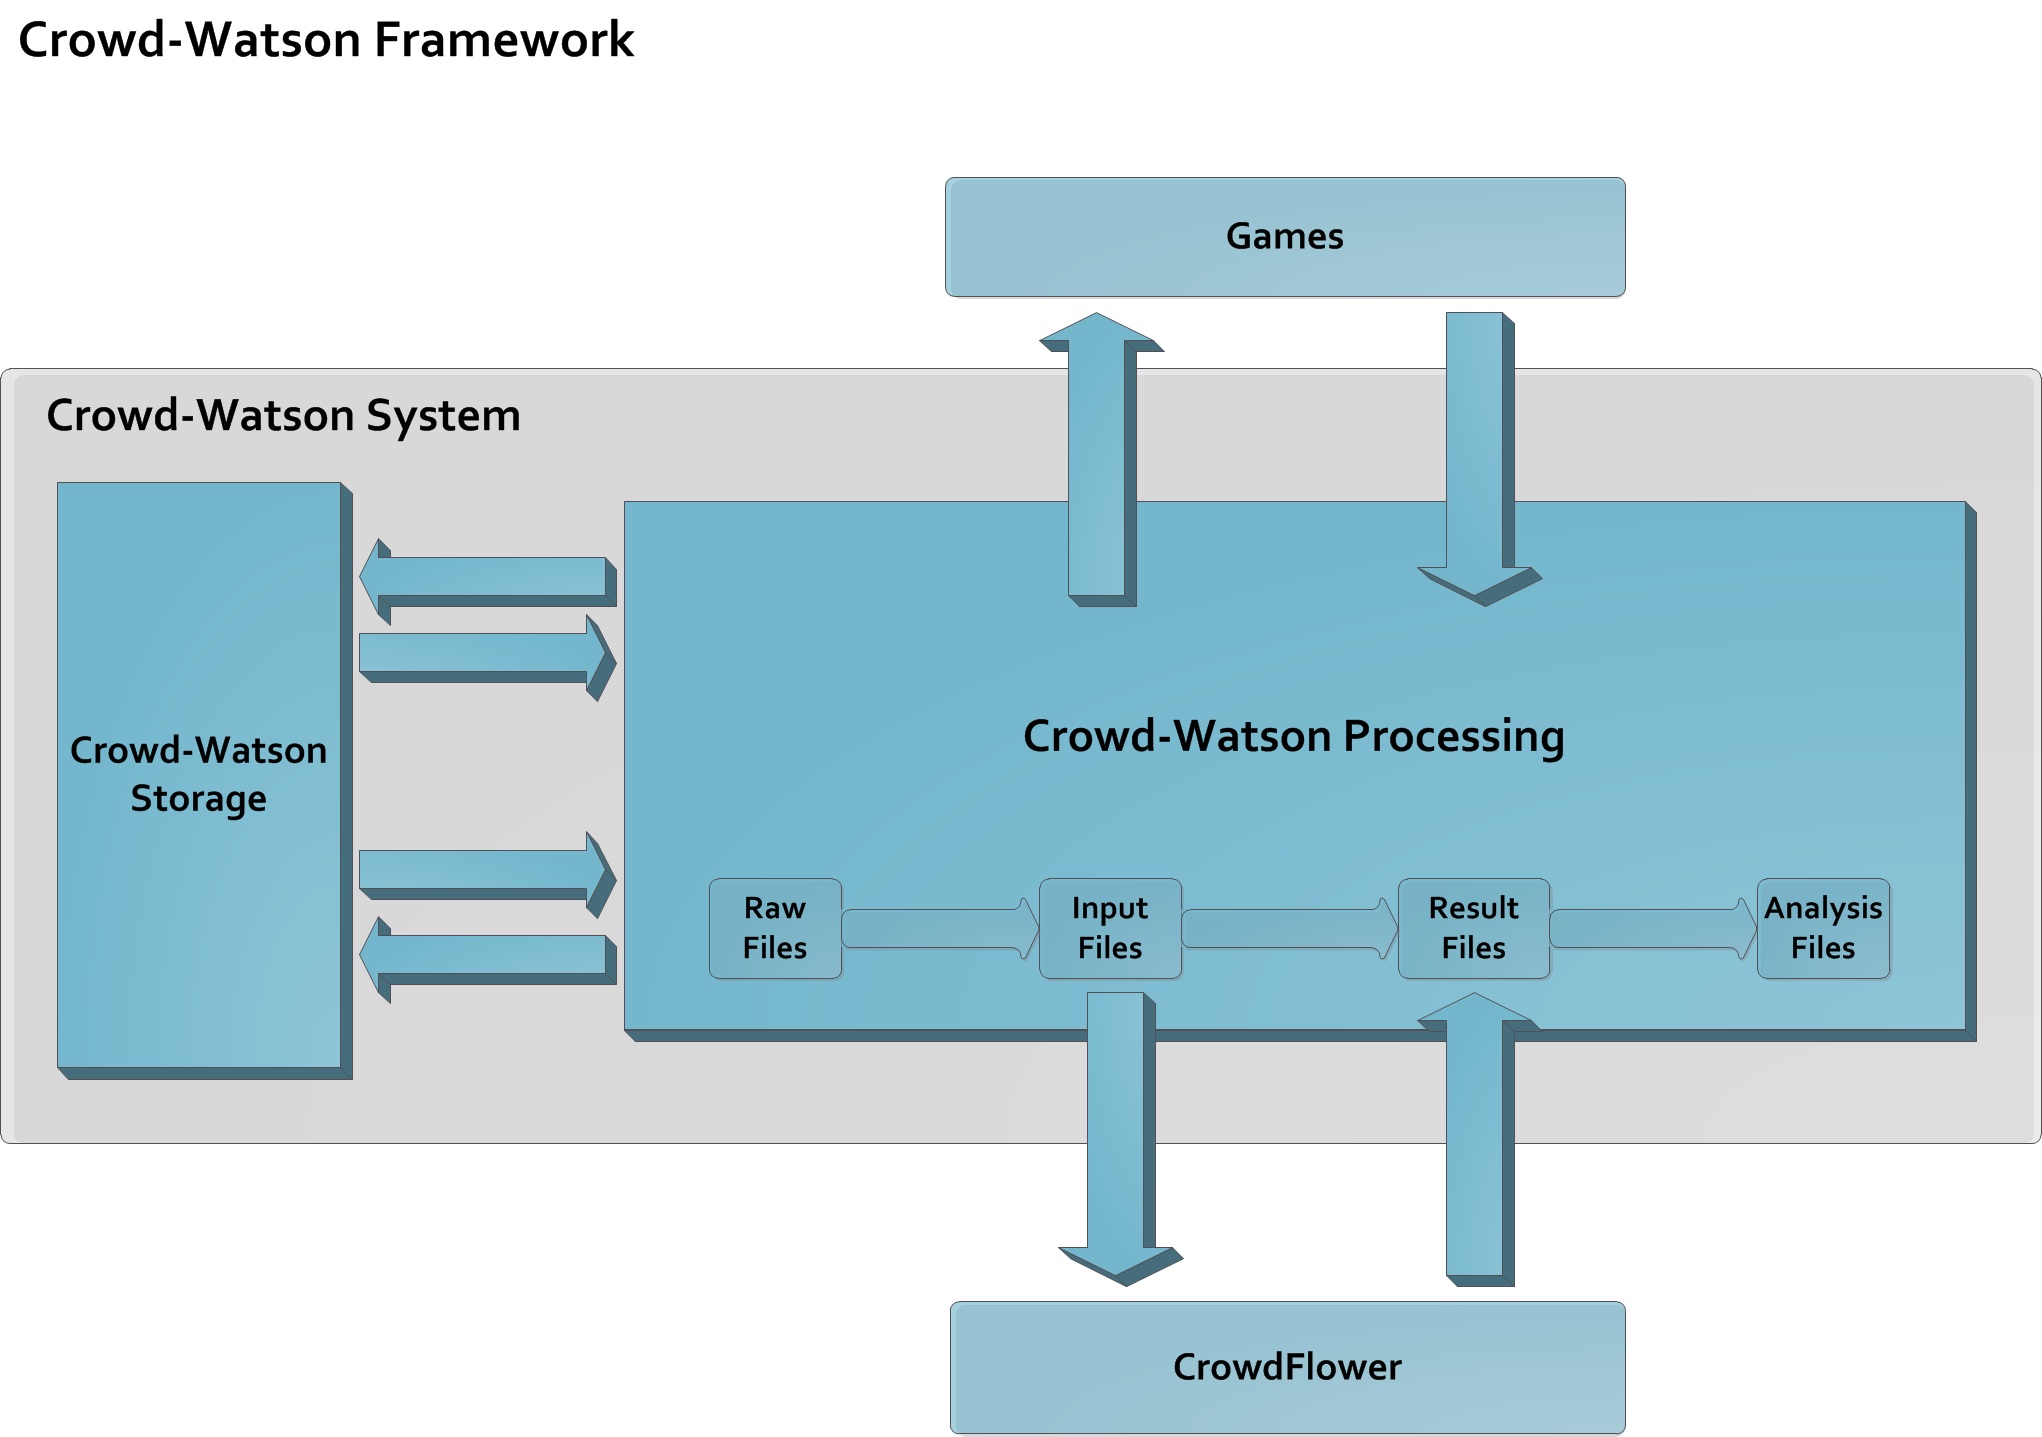 Crowd-Watson Framework
Games
Crowd-Watson System
Crowd-Watson
Storage
Crowd-Watson Processing
Raw
Files
Input
Files
Result
Files
Analysis
Files
CrowdFlower